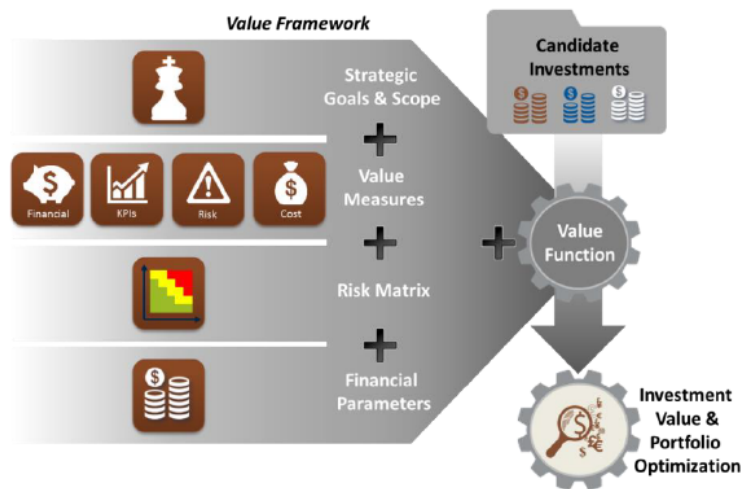 Value Framework
Strategic
Goals & Scope
Financial
KPIs
Risk
Cost
Value
Measures
Risk Matrix
Financial
Parameters
Candidate
Investments
Value
Function
Investment
Value &
Portfolio
Optimization